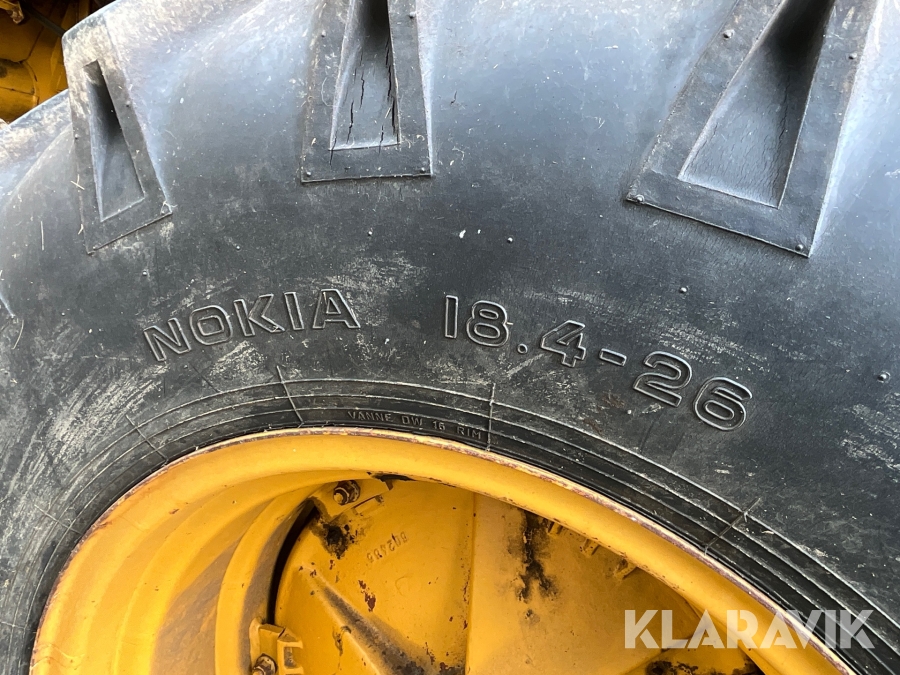 NOKIA 18.4-26
VANNE DW 16 RIM
KLARAVIK